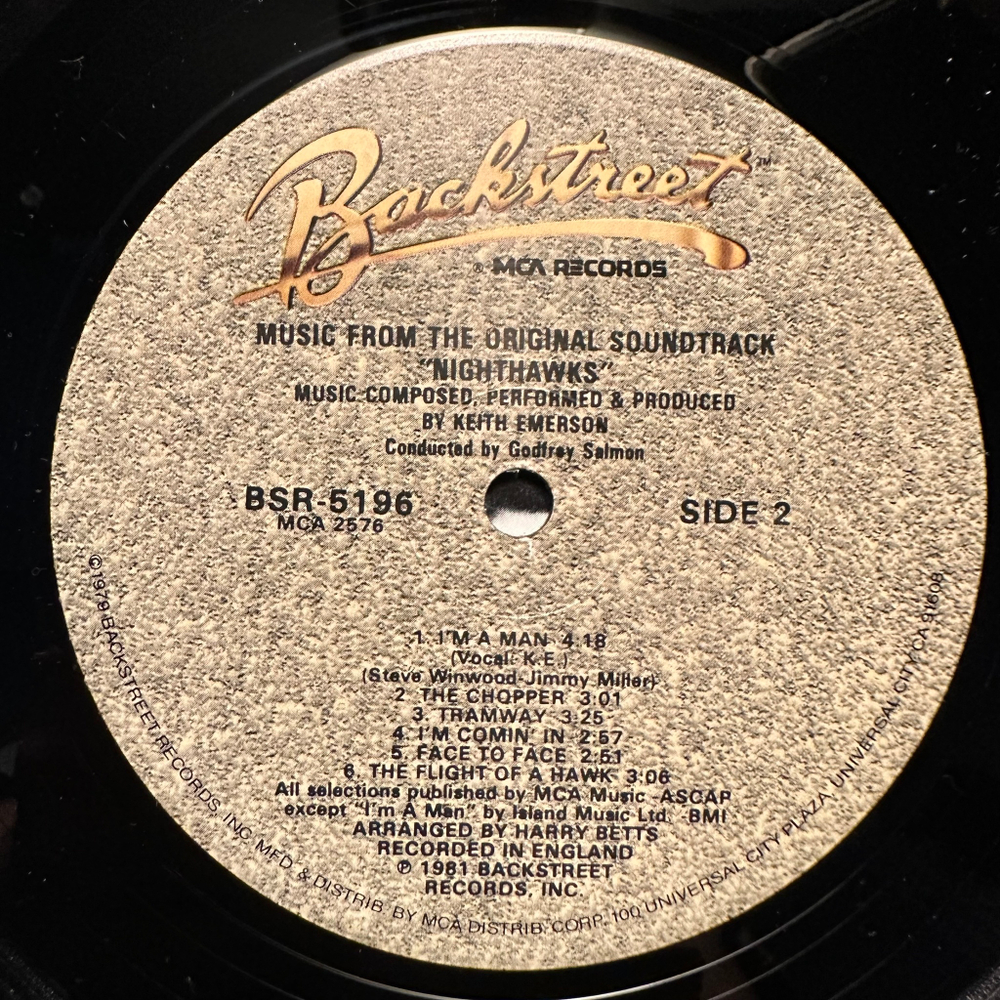 Backstreet™
® MCA RECORDS
MUSIC FROM THE ORIGINAL SOUNDTRACK
"NIGHTHAWKS"
MUSIC COMPOSED, PERFORMED & PRODUCED
BY KEITH EMERSON
Conducted by Godfrey Salmon
BSR-5196
MCA 2576
SIDE 2
1. I'M A MAN 4:18
(Vocal: K.E.)
(Steve Winwood-Jimmy Miller)
2. THE CHOPPER 3:01
3. TRAMWAY 3:25
4. I'M COMIN' IN 2:57
5. FACE TO FACE 2:51
6. THE FLIGHT OF A HAWK 3:06
All selections published by MCA Music -ASCAP
except "I'm A Man" by Island Music Ltd. -BMI
ARRANGED BY HARRY BETTS
RECORDED IN ENGLAND
℗ 1981 BACKSTREET
RECORDS, INC.
©1979 BACKSTREET RECORDS, INC. MFD. & DISTRIB. BY MCA DISTRIB. CORP. 100 UNIVERSAL CITY PLAZA, UNIVERSAL CITY, CA 91608